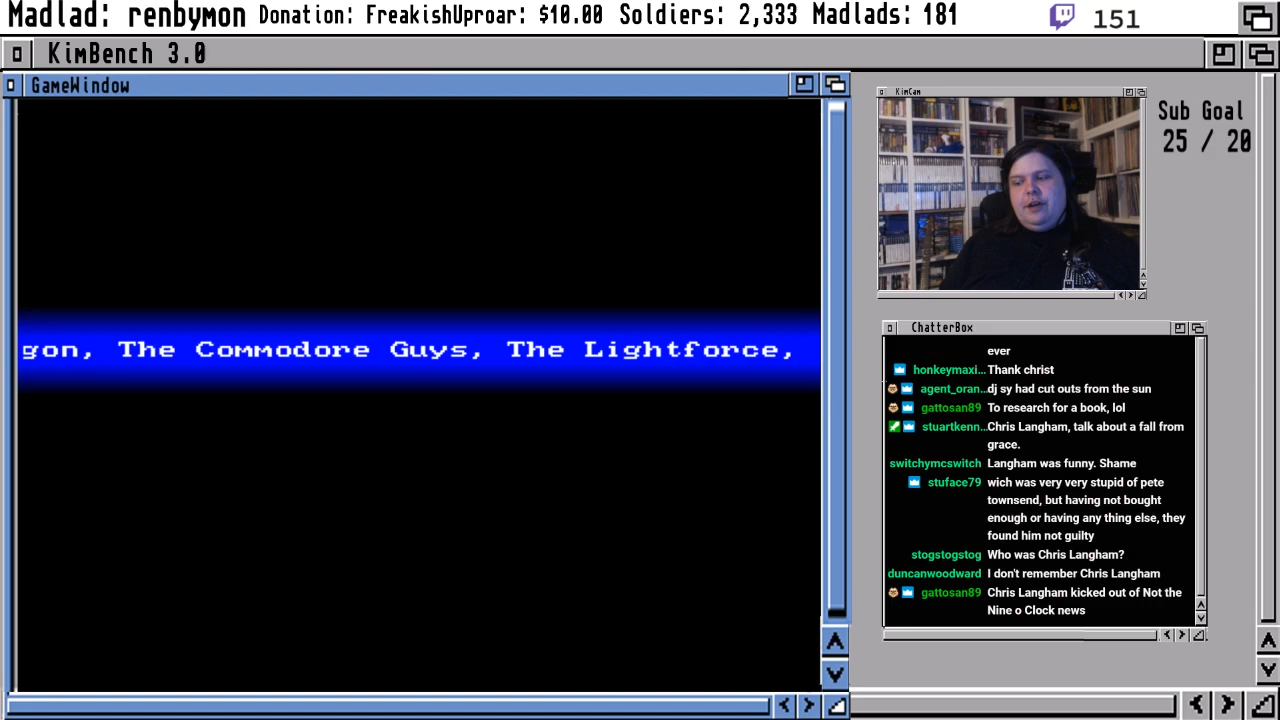 Madlad: renbymon Donation: FreakishUproar: $10.00 Soldiers: 2,333 Madlads: 181 151
KimBench 3.0
GameWindow
gon, The Commodore Guys, The Lightforce,
KimCam
Sub Goal
25 / 20
ChatterBox
ever
honkeymaxi... Thank christ
agent_oran... dj sy had cut outs from the sun
gattosan89 To research for a book, lol
stuartkenn... Chris Langham, talk about a fall from
grace.
switchymcswitch Langham was funny. Shame
stuface79 wich was very very stupid of pete
townsend, but having not bought
enough or having any thing else, they
found him not guilty
stogstogstog Who was Chris Langham?
duncanwoodward I don't remember Chris Langham
gattosan89 Chris Langham kicked out of Not the
Nine o Clock news